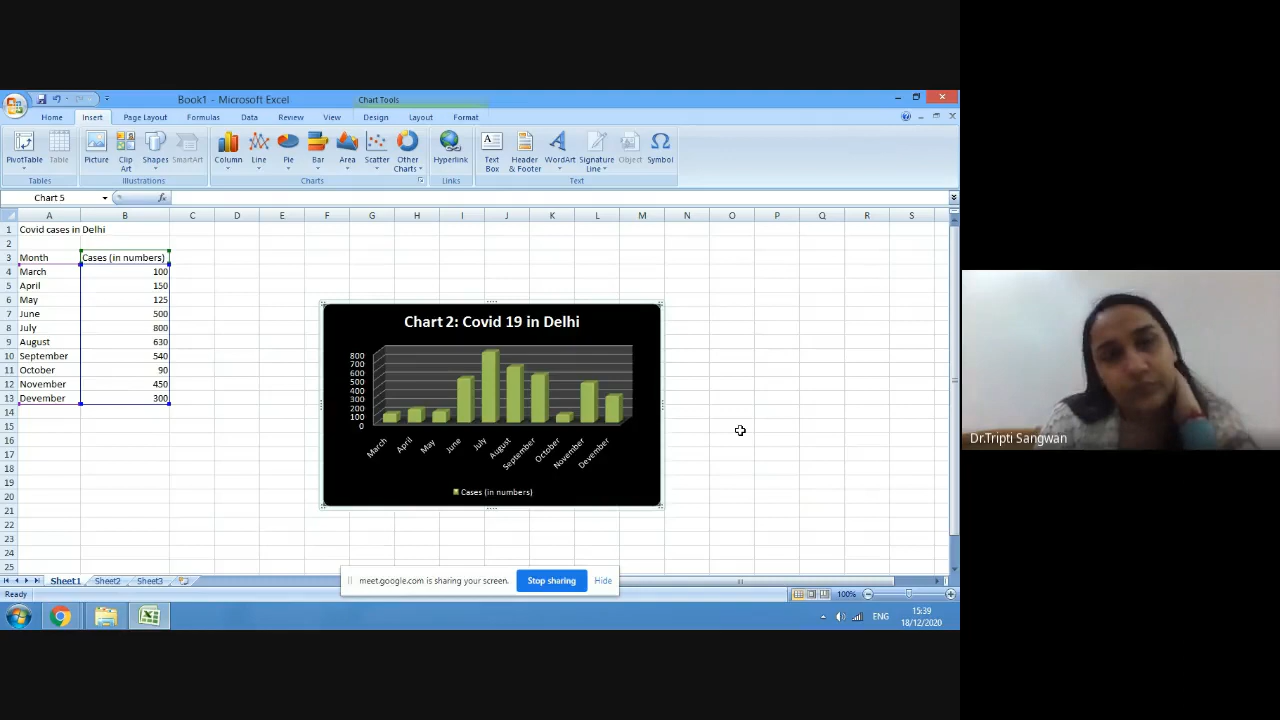 Book1 - Microsoft Excel
Chart Tools
Home Insert Page Layout Formulas Data Review View Design Layout Format
PivotTable Table Picture Clip Art Shapes SmartArt Column Line Pie Bar Area Scatter Other Charts Hyperlink Text Box Header & Footer WordArt Signature Line Object Symbol
Tables Illustrations Charts Links Text
Chart 5 fx
A B C D E F G H I J K L M N O P Q R S
1 Covid cases in Delhi
2
3 Month Cases (in numbers)
4 March 100
5 April 150
6 May 125
7 June 500
8 July 800
9 August 630
10 September 540
11 October 90
12 November 450
13 Devember 300
14
15
16
17
18
19
20
21
22
23
24
25
Chart 2: Covid 19 in Delhi
800
700
600
500
400
300
200
100
0
March April May June July August September October November Devember
Cases (in numbers)
Dr.Tripti Sangwan
Sheet1 Sheet2 Sheet3
meet.google.com is sharing your screen. Stop sharing Hide
Ready 100%
ENG 15:39
18/12/2020